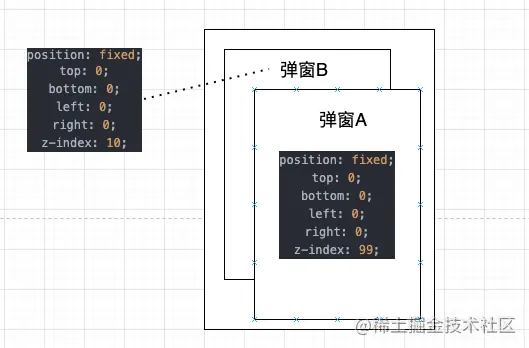 position: fixed;
top: 0;
bottom: 0;
left: 0;
right: 0;
z-index: 10;
弹窗B
弹窗A
position: fixed;
top: 0;
bottom: 0;
left: 0;
right: 0;
z-index: 99;
@稀土掘金技术社区